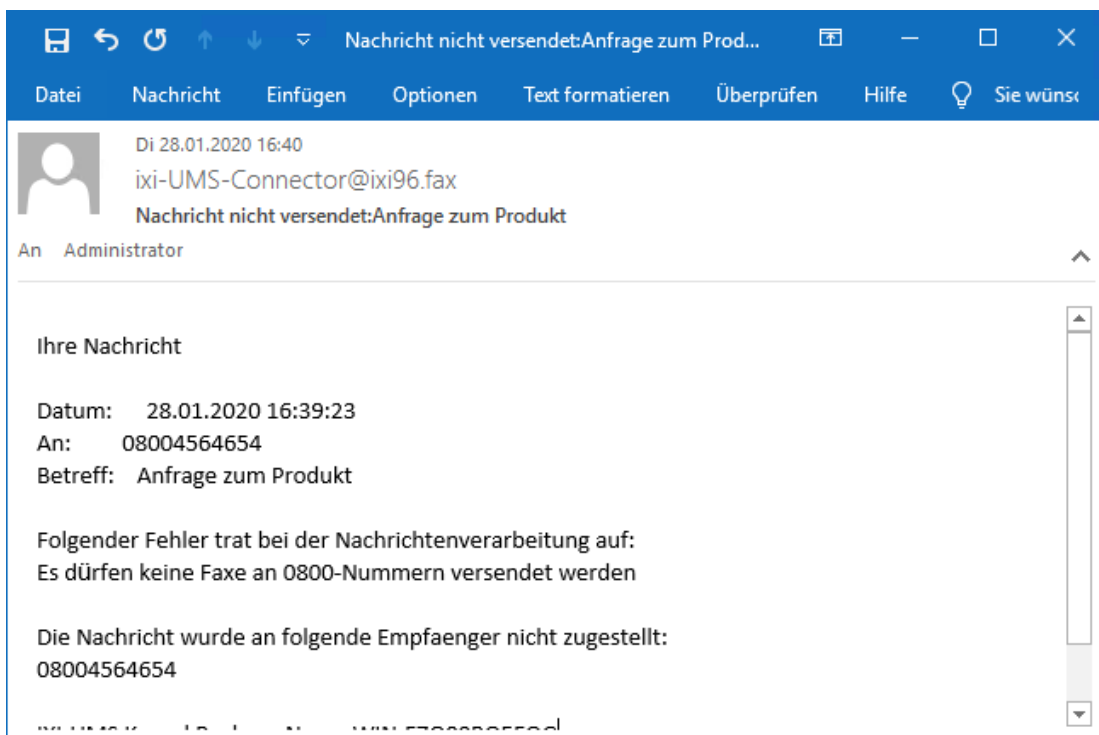 Nachricht nicht versendet:Anfrage zum Prod...
Datei Nachricht Einfügen Optionen Text formatieren Überprüfen Hilfe Sie wünsc
Di 28.01.2020 16:40
ixi-UMS-Connector@ixi96.fax
Nachricht nicht versendet:Anfrage zum Produkt
An Administrator
Ihre Nachricht
Datum: 28.01.2020 16:39:23
An: 08004564654
Betreff: Anfrage zum Produkt
Folgender Fehler trat bei der Nachrichtenverarbeitung auf:
Es dürfen keine Faxe an 0800-Nummern versendet werden
Die Nachricht wurde an folgende Empfaenger nicht zugestellt:
08004564654